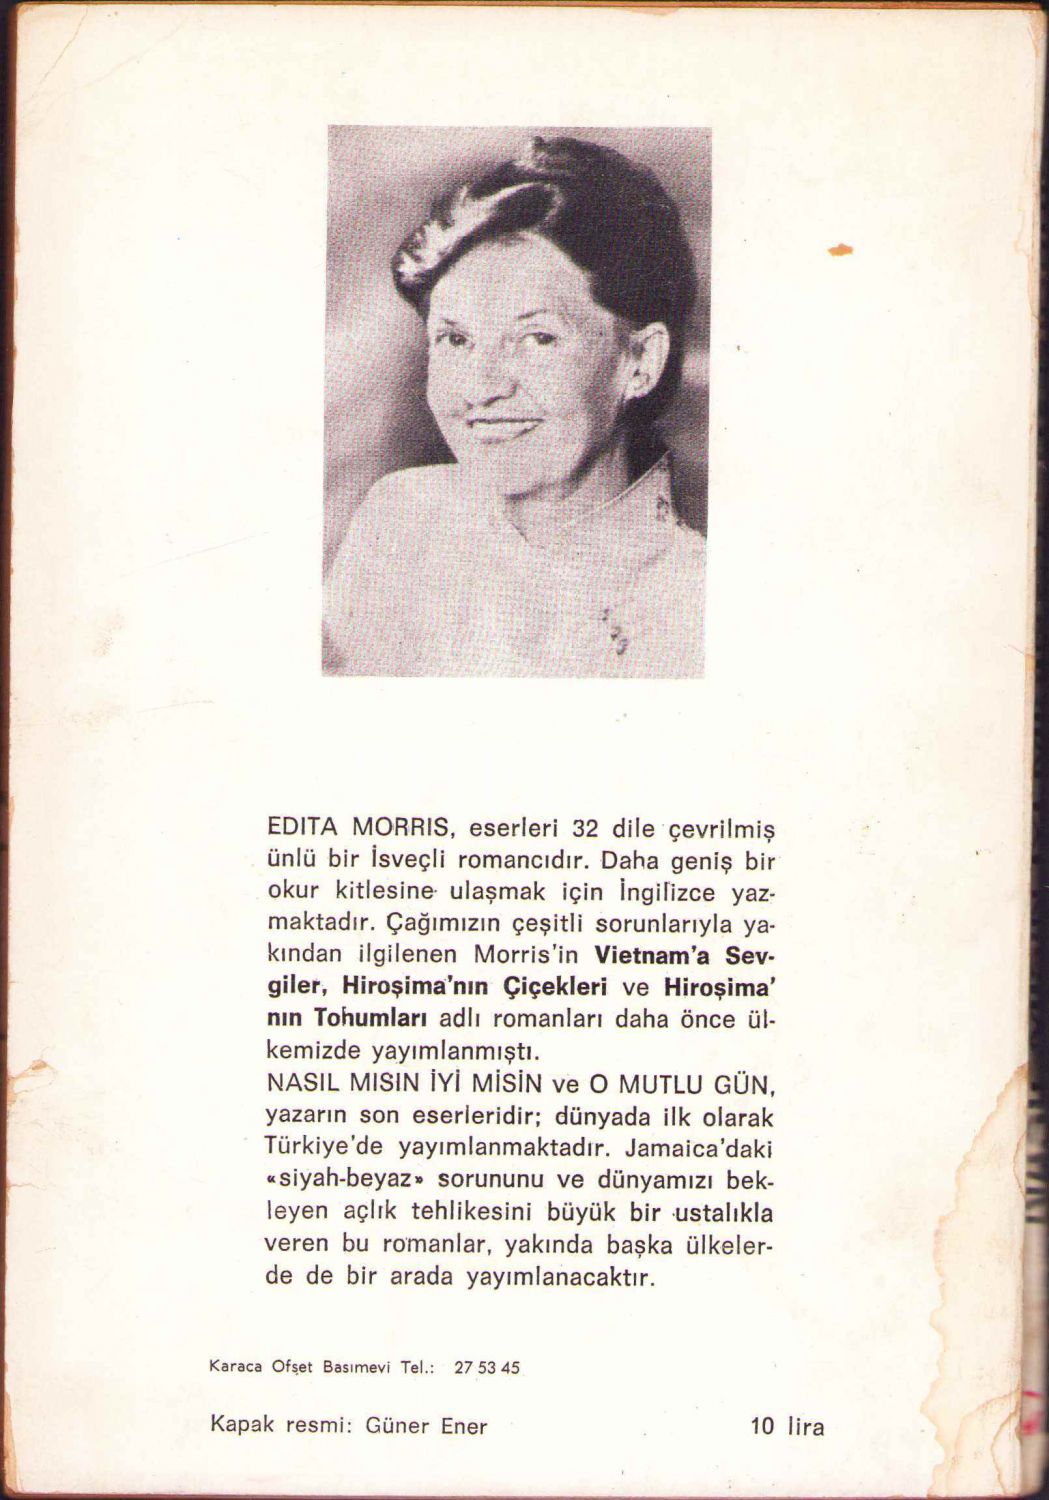 EDITA MORRIS, eserleri 32 dile çevrilmiş
ünlü bir İsveçli romancıdır. Daha geniş bir
okur kitlesine ulaşmak için İngilizce yaz-
maktadır. Çağımızın çeşitli sorunlarıyla ya-
kından ilgilenen Morris'in Vietnam'a Sev-
giler, Hiroşima'nın Çiçekleri ve Hiroşima'
nın Tohumları adlı romanları daha önce ül-
kemizde yayımlanmıştı.
NASIL MISIN İYİ MİSİN ve O MUTLU GÜN,
yazarın son eserleridir; dünyada ilk olarak
Türkiye'de yayımlanmaktadır. Jamaica'daki
«siyah-beyaz» sorununu ve dünyamızı bek-
leyen açlık tehlikesini büyük bir ustalıkla
veren bu romanlar, yakında başka ülkeler-
de de bir arada yayımlanacaktır.
Karaca Ofşet Basımevi Tel.: 27 53 45
Kapak resmi: Güner Ener 10 lira